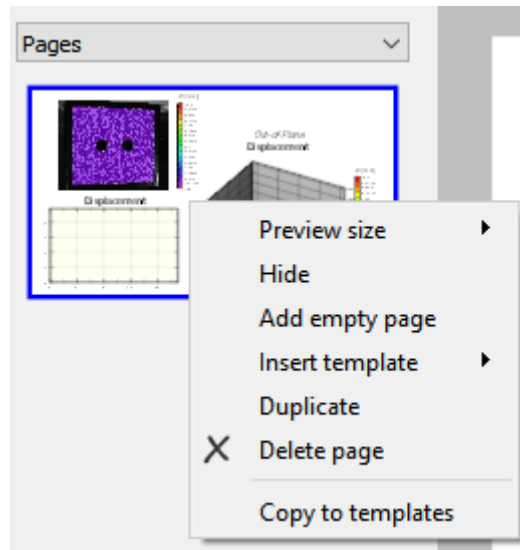 Pages
Out-of-Plane
Displacement
Displacement
Preview size
Hide
Add empty page
Insert template
Duplicate
Delete page
Copy to templates